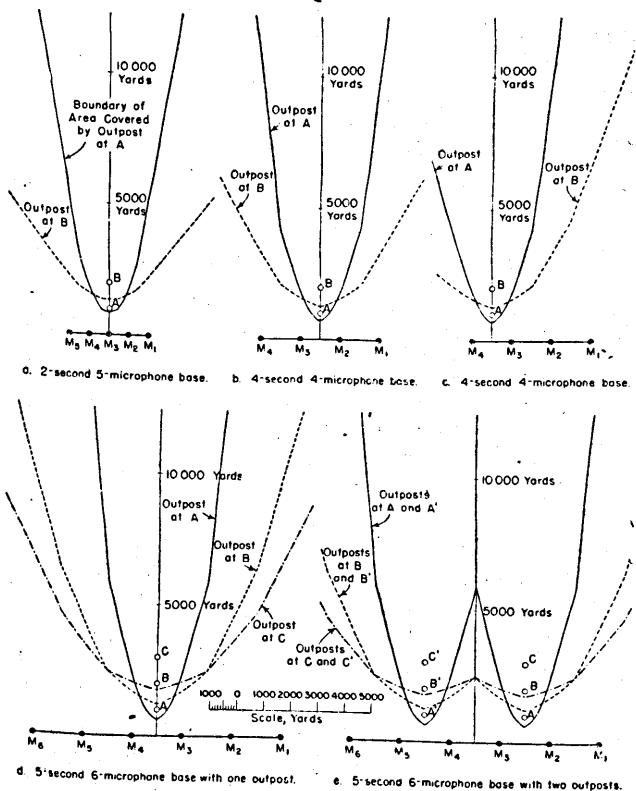 10 000
Yards
Boundary of
Area Covered
by Outpost
at A
5000
Yards
Outpost
at B
B
A
M5 M4 M3 M2 M1
a. 2-second 5-microphone base.
10 000
Yards
Outpost
at A
Outpost
at B
5000
Yards
B
A
M4 M3 M2 M1
b. 4-second 4-microphone base.
10 000
Yards
Outpost
at A
Outpost
at B
5000
Yards
B
A
M4 M3 M2 M1
c. 4-second 4-microphone base.
10 000 Yards
Outpost
at A
Outpost
at B
5000 Yards
Outpost
at C
C
B
A
1000 0 1000 2000 3000 4000 5000
Scale, Yards
M6 M5 M4 M3 M2 M1
d. 5-second 6-microphone base with one outpost.
10 000 Yards
Outposts
at A and A'
Outposts
at B
and B'
5000 Yards
Outposts
at C and C'
C' C
B' B
A' A
M6 M5 M4 M3 M2 M1
e. 5-second 6-microphone base with two outposts.